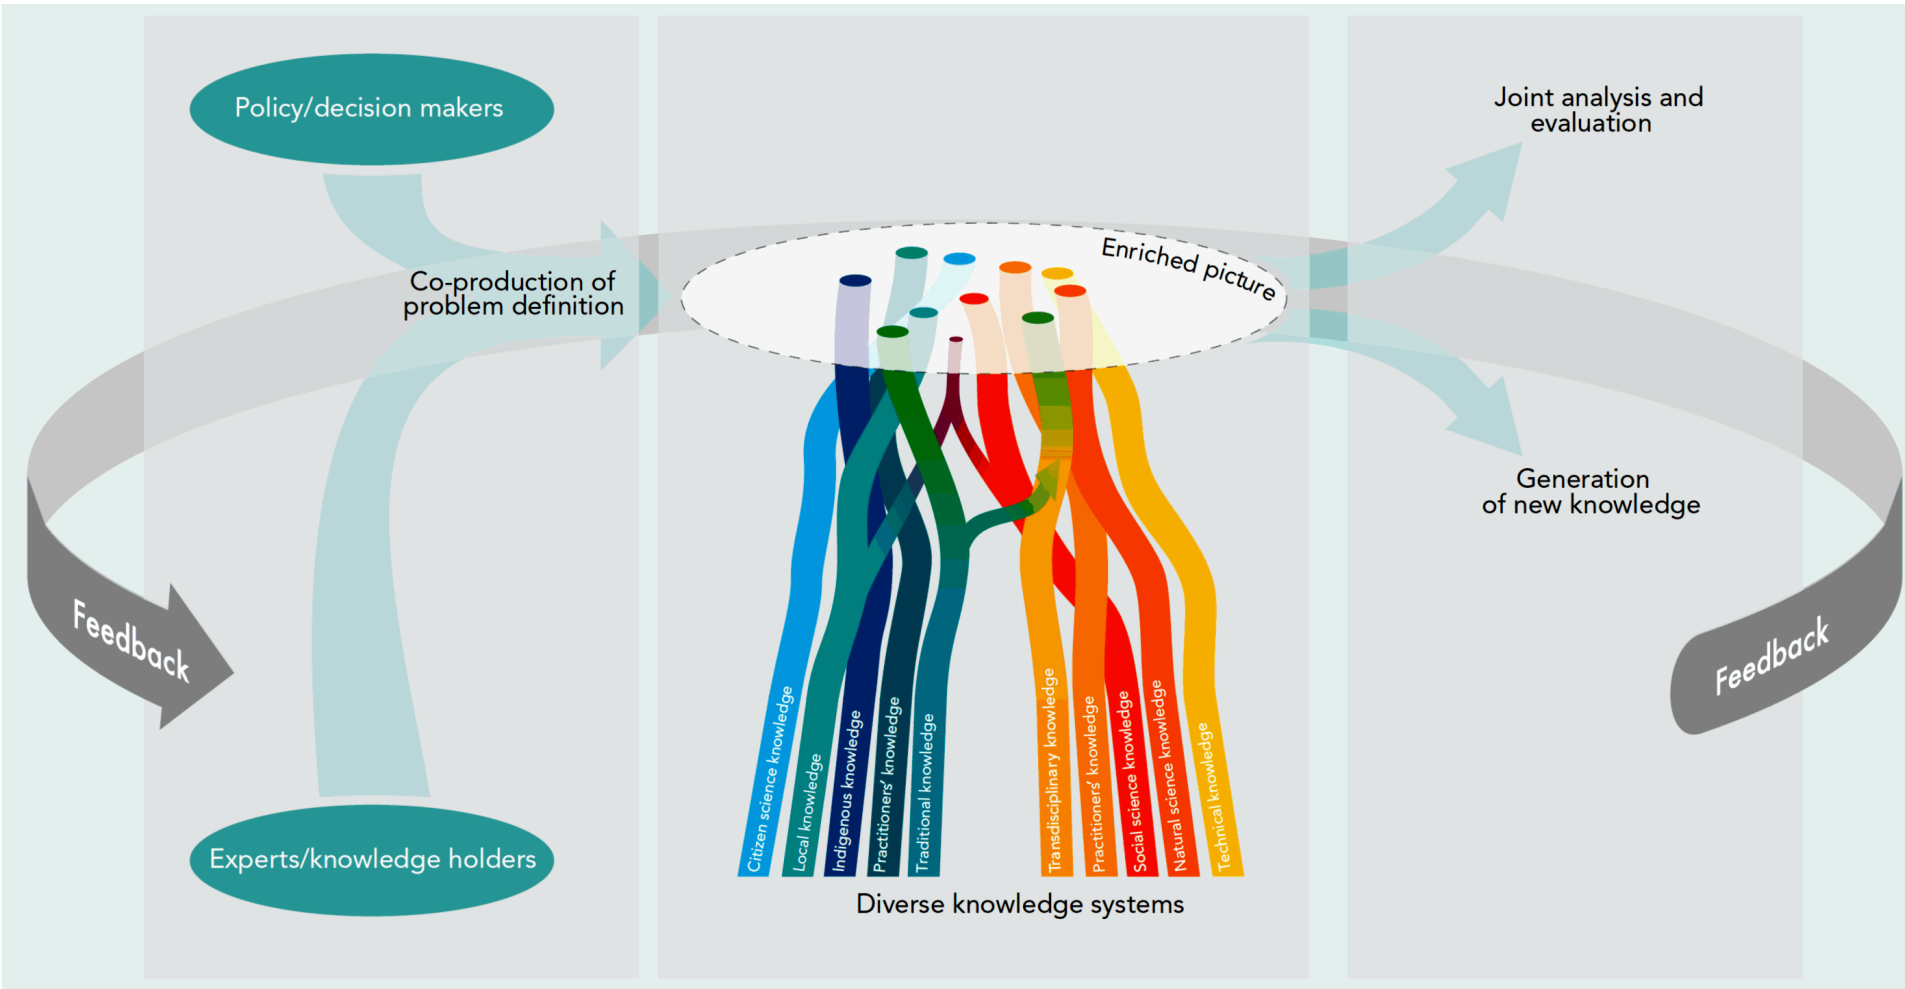 Policy/decision makers
Co-production of
problem definition
Experts/knowledge holders
Feedback
Enriched picture
Citizen science knowledge
Local knowledge
Indigenous knowledge
Practitioners’ knowledge
Traditional knowledge
Transdisciplinary knowledge
Practitioners’ knowledge
Social science knowledge
Natural science knowledge
Technical knowledge
Diverse knowledge systems
Joint analysis and
evaluation
Generation
of new knowledge
Feedback